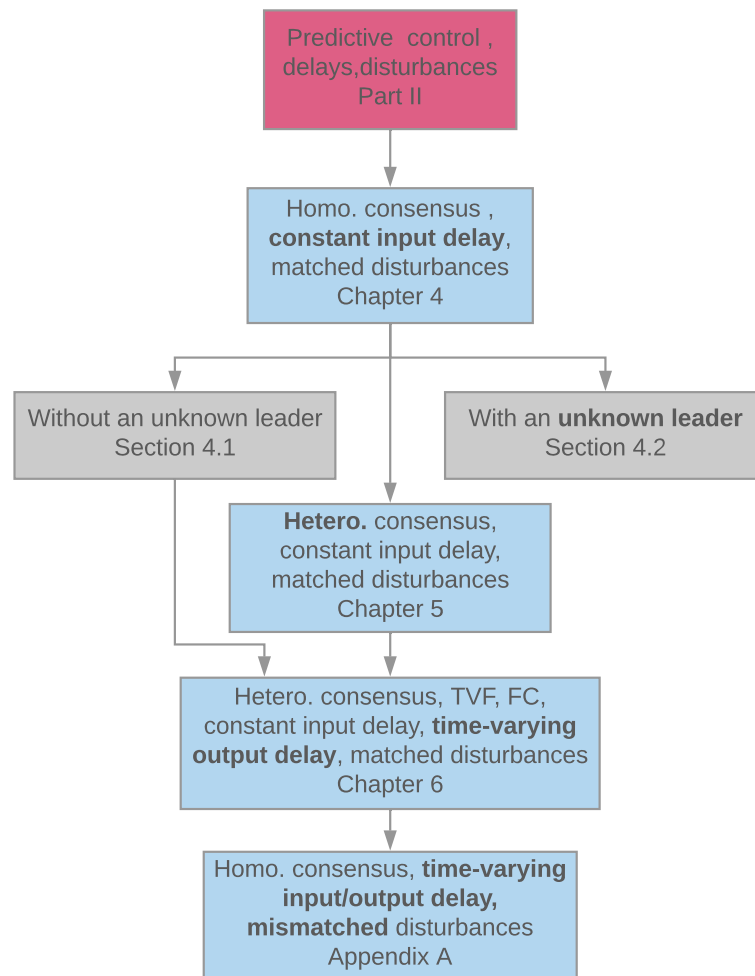 Predictive  control ,
delays,disturbances
Part II
Homo. consensus ,
constant input delay,
matched disturbances
Chapter 4
Without an unknown leader
Section 4.1
With an unknown leader
Section 4.2
Hetero. consensus,
constant input delay,
matched disturbances
Chapter 5
Hetero. consensus, TVF, FC,
constant input delay, time-varying
output delay, matched disturbances
Chapter 6
Homo. consensus, time-varying
input/output delay,
mismatched disturbances
Appendix A